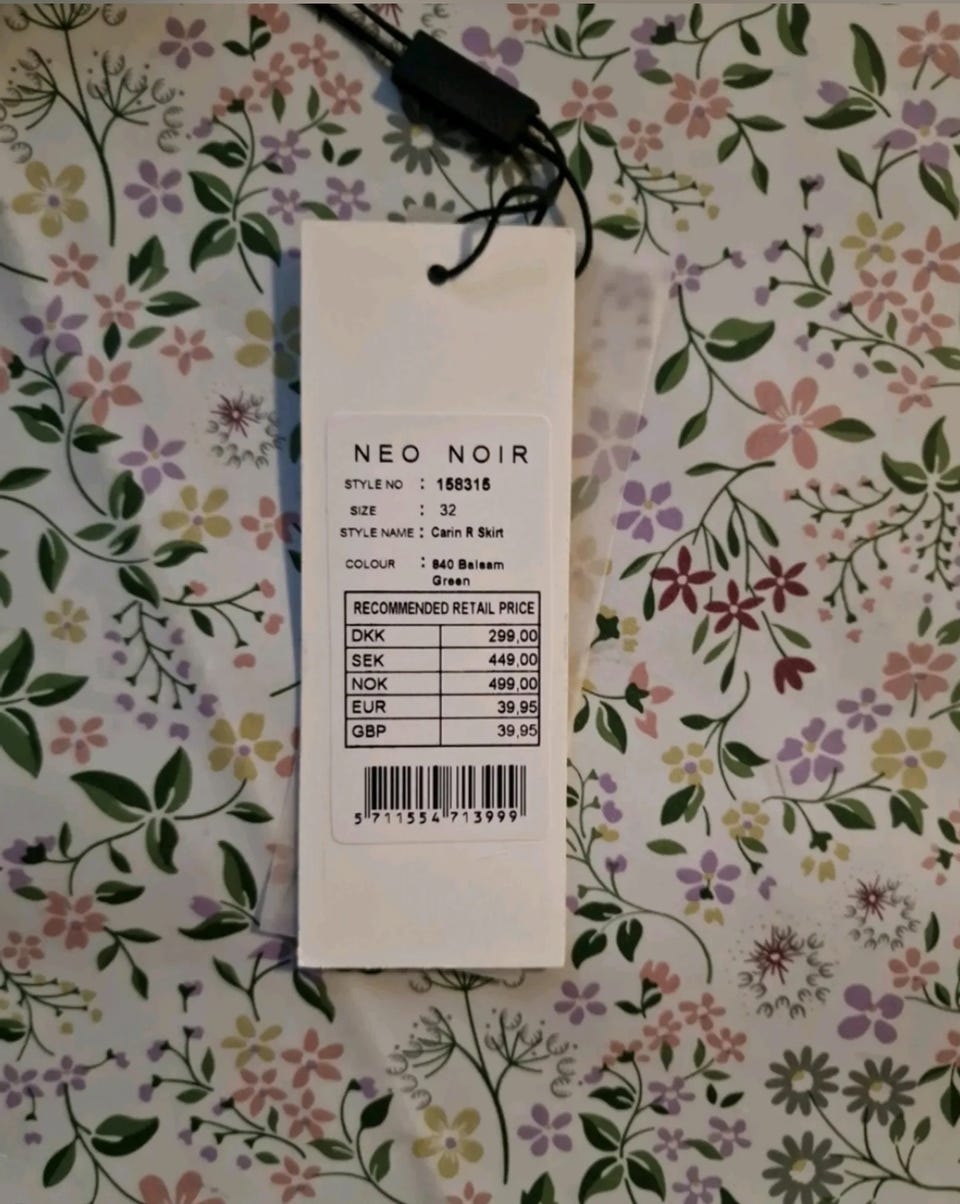 NEO NOIR
STYLE NO : 158315
SIZE : 32
STYLE NAME : Carin R Skirt
COLOUR : 840 Balsam
Green
RECOMMENDED RETAIL PRICE
DKK 299,00
SEK 449,00
NOK 499,00
EUR 39,95
GBP 39,95
5 711554 713999